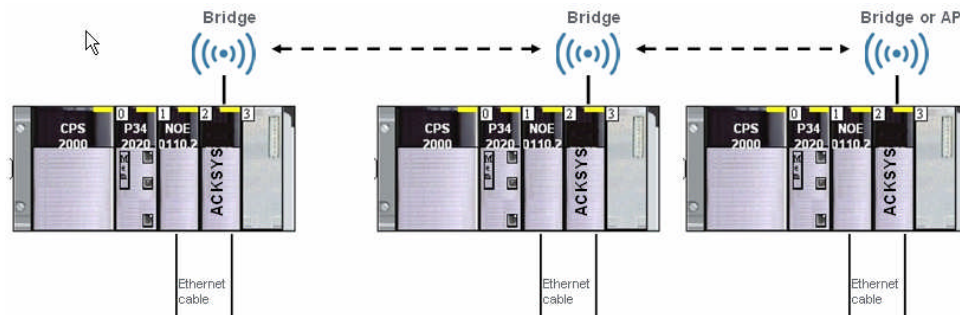 Bridge
Bridge
Bridge or AP
0 1 2 3
CPS 2000
P34 2020
NOE 0110.2
ACKSYS
0 1 2 3
CPS 2000
P34 2020
NOE 0110.2
ACKSYS
0 1 2 3
CPS 2000
P34 2020
NOE 0110.2
ACKSYS
Ethernet
cable
Ethernet
cable
Ethernet
cable